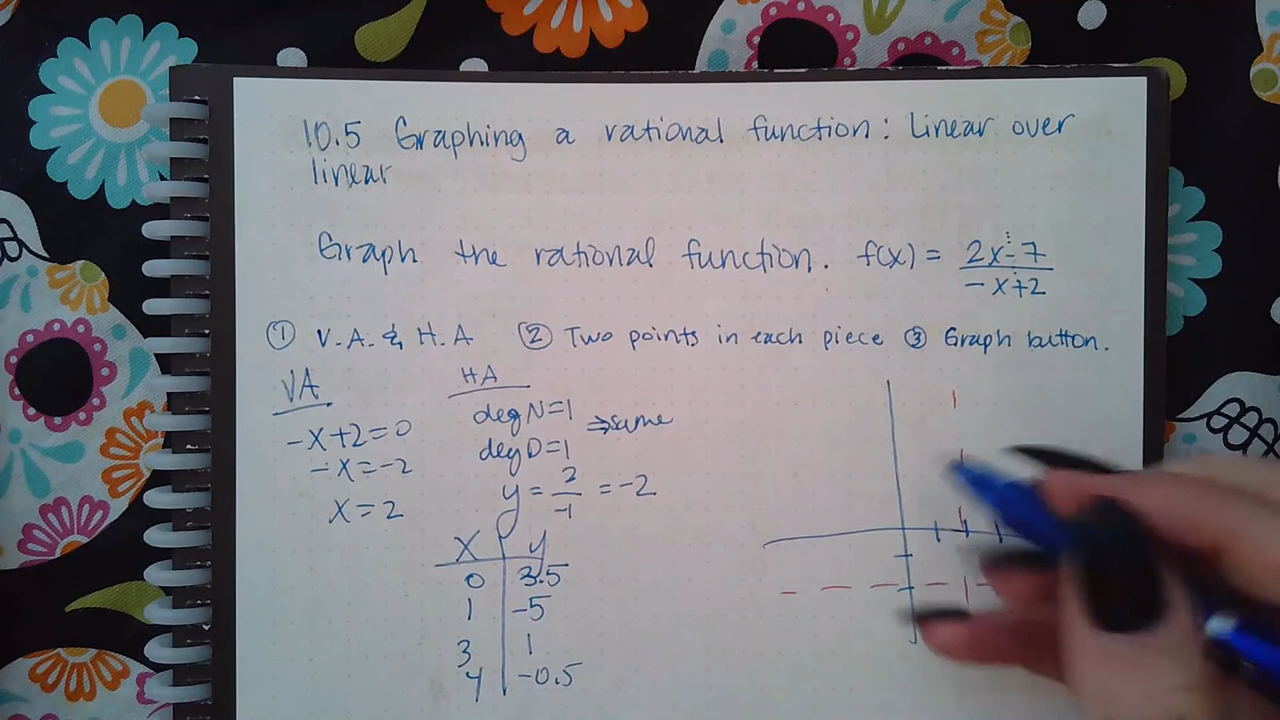 10.5 Graphing a rational function: Linear over
linear
Graph the rational function. f(x) = 2x-7 / -x+2
① V.A. & H.A ② Two points in each piece ③ Graph button.
VA
-x+2=0
-x=-2
x=2
HA
deg N=1
deg D=1 ⇒same
y = 2/-1 = -2
x y
0 3.5
1 -5
3 1
4 -0.5